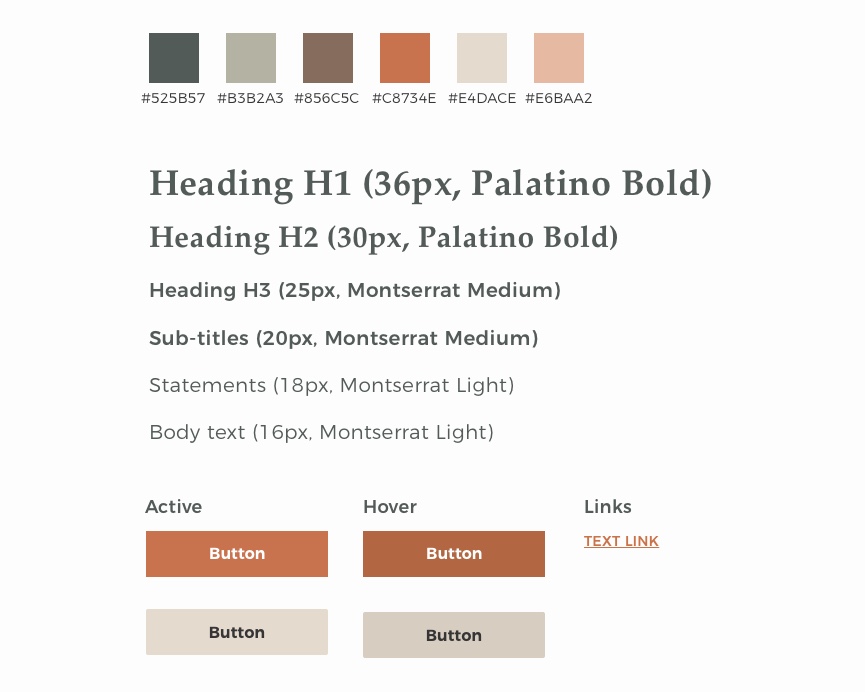 #525B57 #B3B2A3 #856C5C #C8734E #E4DACE #E6BAA2
Heading H1 (36px, Palatino Bold)
Heading H2 (30px, Palatino Bold)
Heading H3 (25px, Montserrat Medium)
Sub-titles (20px, Montserrat Medium)
Statements (18px, Montserrat Light)
Body text (16px, Montserrat Light)
Active Hover Links
Button Button TEXT LINK
Button Button